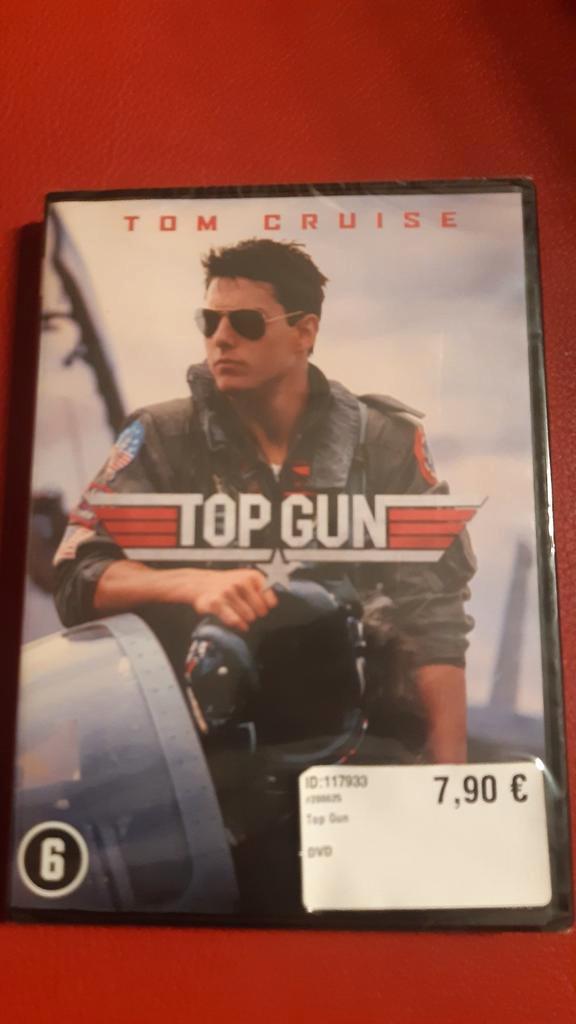 TOM CRUISE
TOP GUN
ID:117933
7,90 €
Top Gun
DVD
6